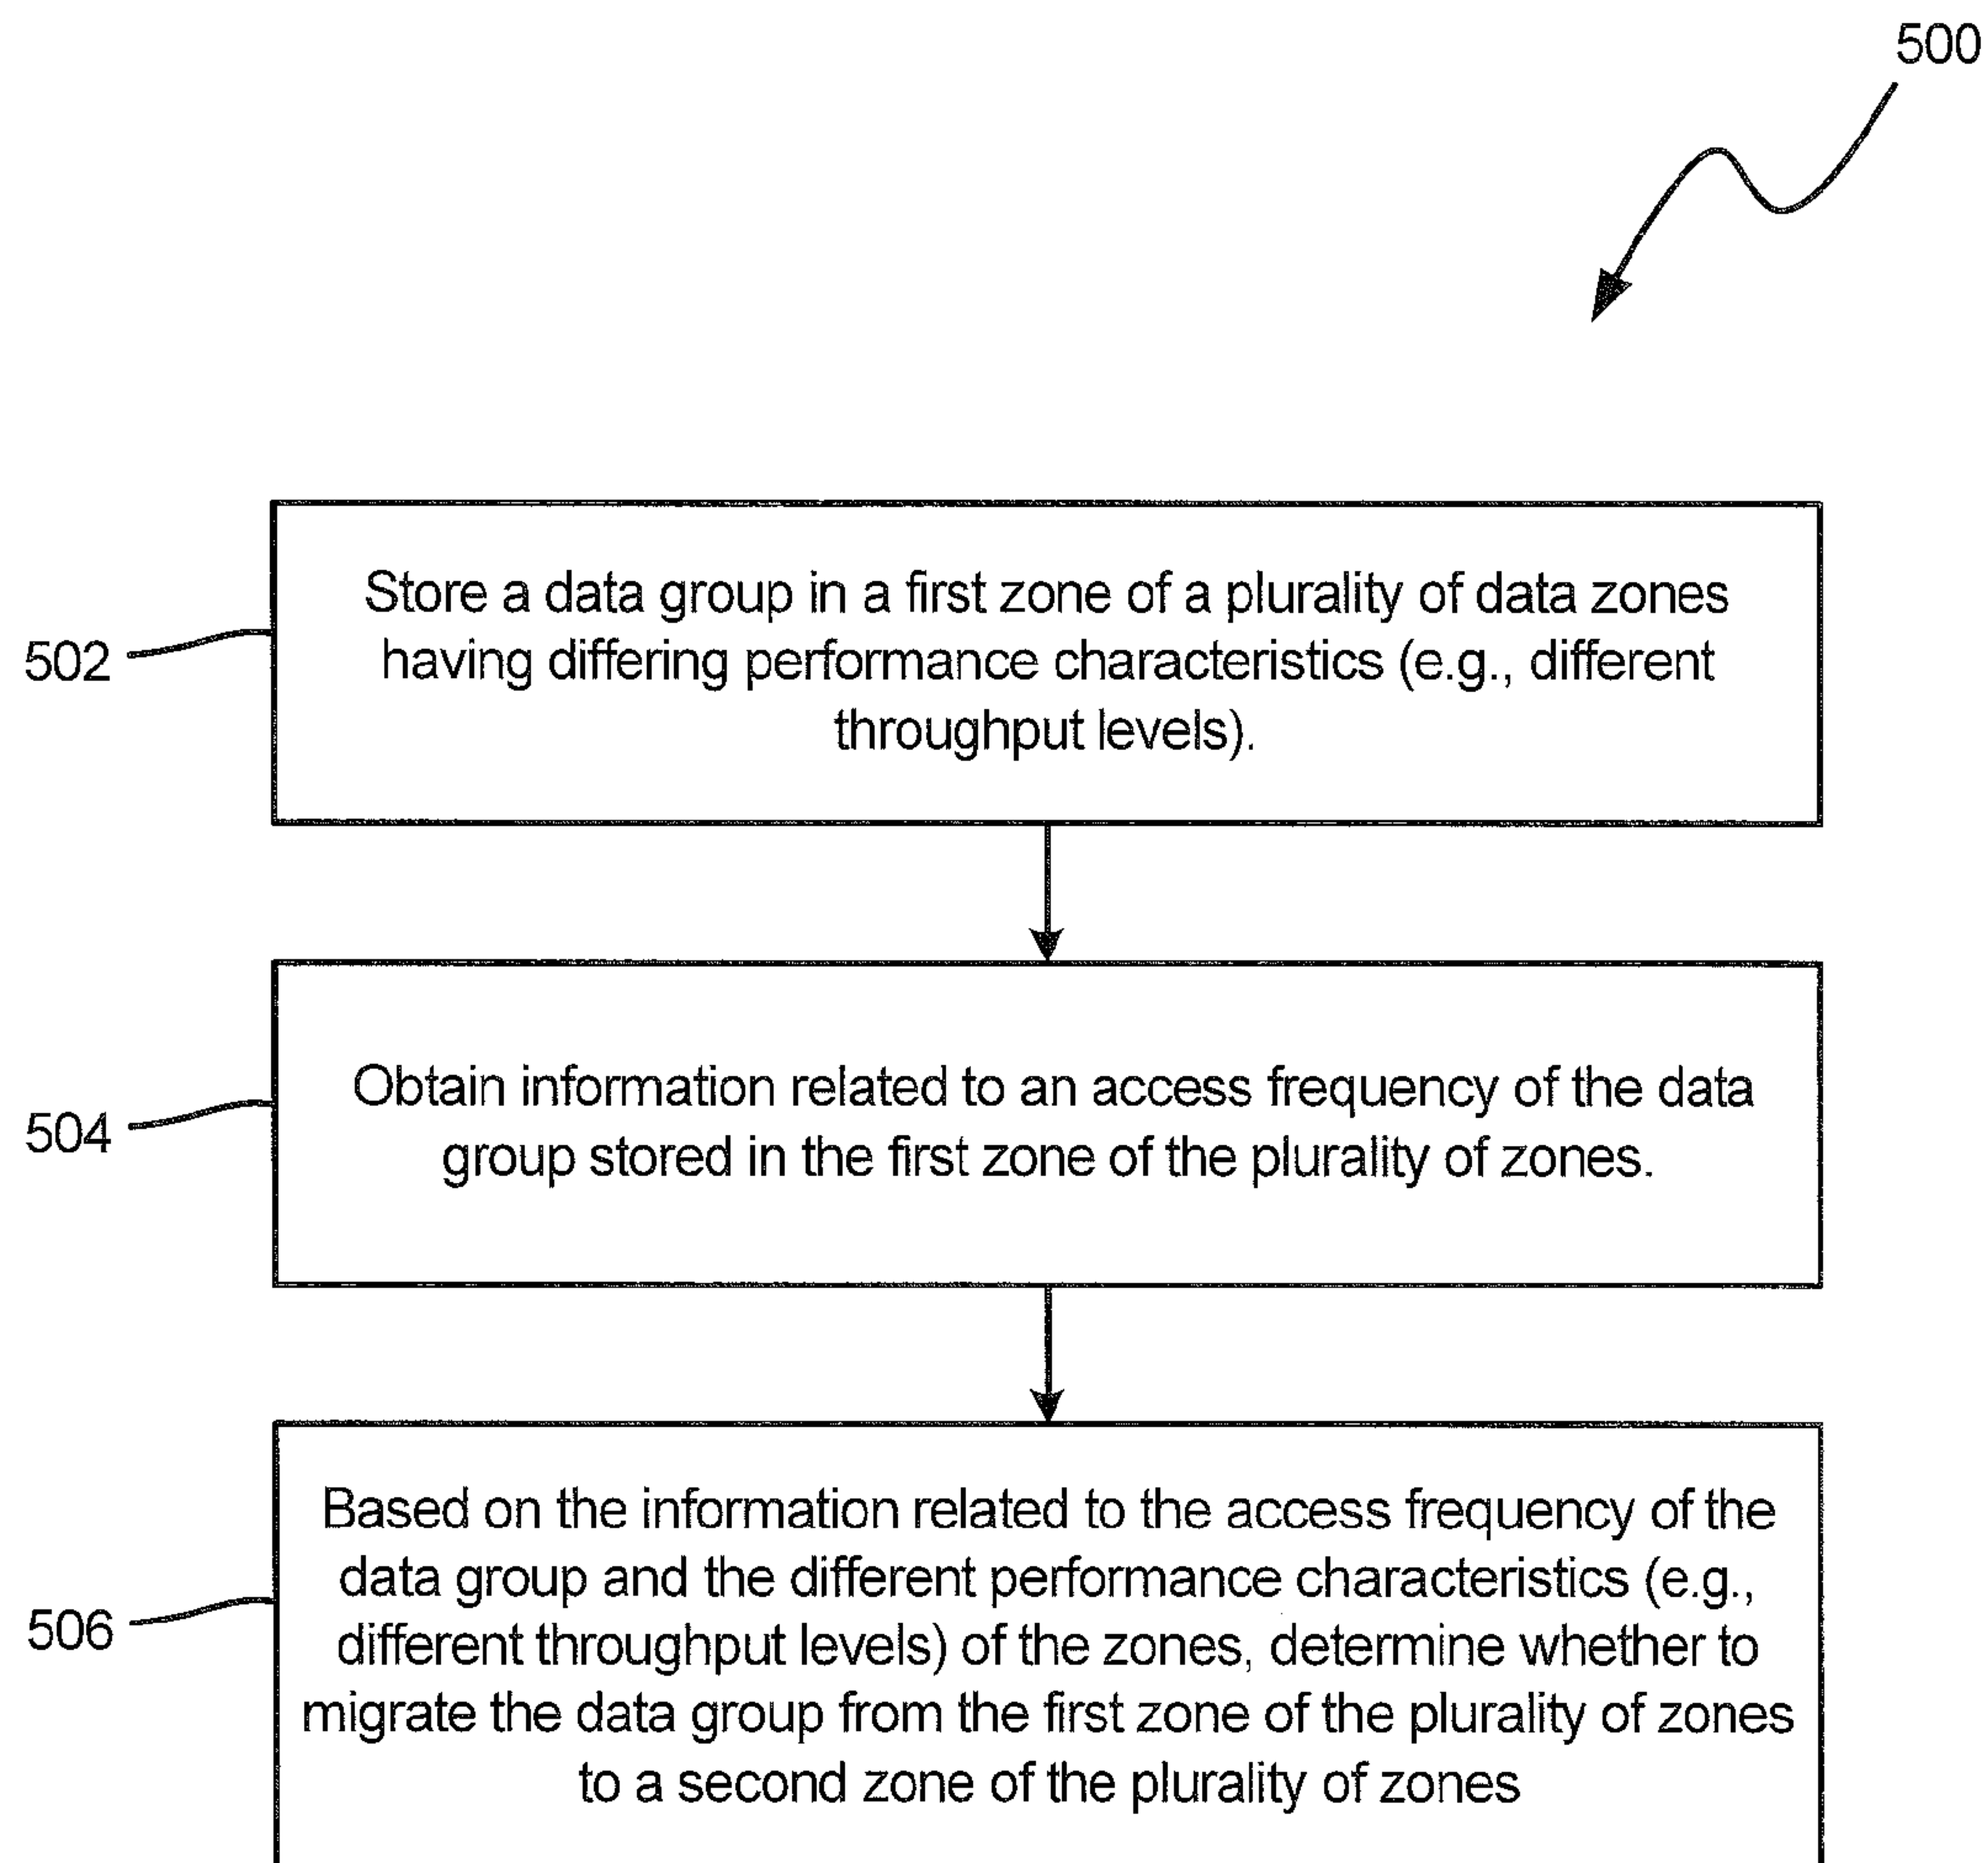 500
502
Store a data group in a first zone of a plurality of data zones
having differing performance characteristics (e.g., different
throughput levels).
504
Obtain information related to an access frequency of the data
group stored in the first zone of the plurality of zones.
506
Based on the information related to the access frequency of the
data group and the different performance characteristics (e.g.,
different throughput levels) of the zones, determine whether to
migrate the data group from the first zone of the plurality of zones
to a second zone of the plurality of zones